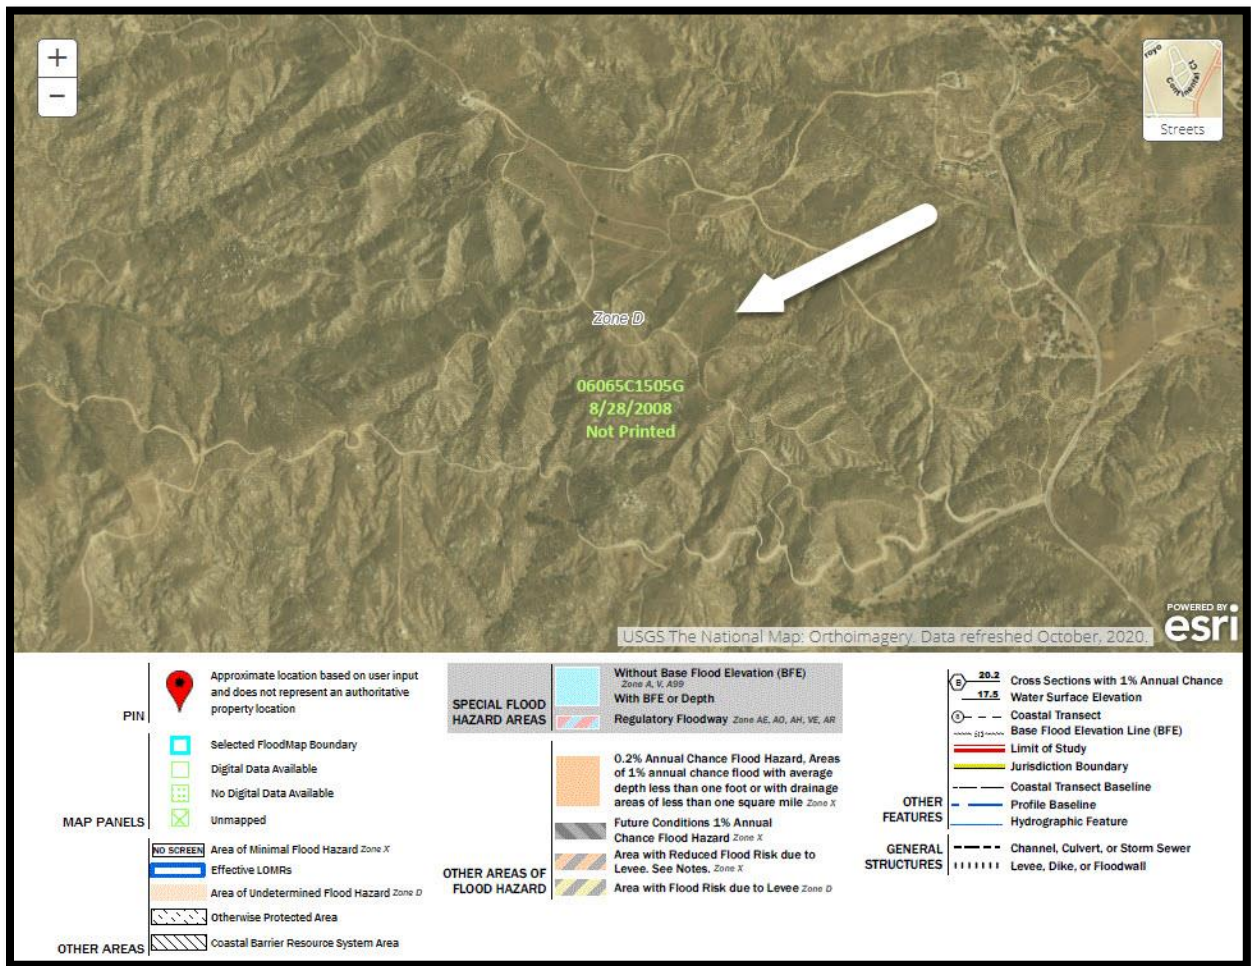 +
−
royo
Continental Ct
Streets
Zone D
06065C1505G
8/28/2008
Not Printed
USGS The National Map: Orthoimagery. Data refreshed October, 2020.
POWERED BY
esri
PIN
Approximate location based on user input
and does not represent an authoritative
property location
MAP PANELS
Selected FloodMap Boundary
Digital Data Available
No Digital Data Available
Unmapped
OTHER AREAS
NO SCREEN Area of Minimal Flood Hazard Zone X
Effective LOMRs
Area of Undetermined Flood Hazard Zone D
Otherwise Protected Area
Coastal Barrier Resource System Area
SPECIAL FLOOD
HAZARD AREAS
Without Base Flood Elevation (BFE)
Zone A, V, A99
With BFE or Depth
Regulatory Floodway Zone AE, AO, AH, VE, AR
OTHER AREAS OF
FLOOD HAZARD
0.2% Annual Chance Flood Hazard, Areas
of 1% annual chance flood with average
depth less than one foot or with drainage
areas of less than one square mile Zone X
Future Conditions 1% Annual
Chance Flood Hazard Zone X
Area with Reduced Flood Risk due to
Levee. See Notes. Zone X
Area with Flood Risk due to Levee Zone D
OTHER
FEATURES
20.2 Cross Sections with 1% Annual Chance
17.5 Water Surface Elevation
Coastal Transect
Base Flood Elevation Line (BFE)
Limit of Study
Jurisdiction Boundary
Coastal Transect Baseline
Profile Baseline
Hydrographic Feature
GENERAL
STRUCTURES
Channel, Culvert, or Storm Sewer
Levee, Dike, or Floodwall